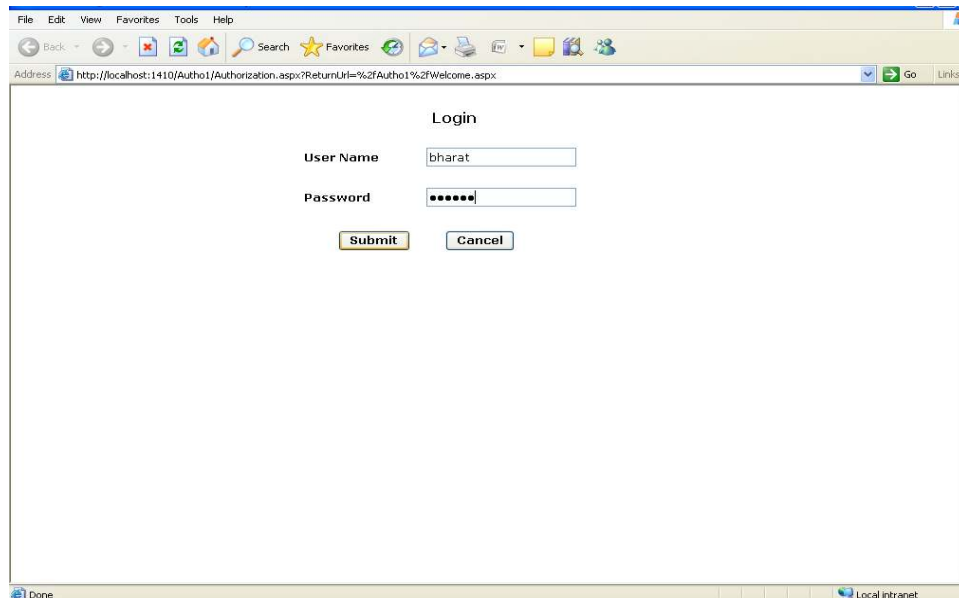 File Edit View Favorites Tools Help
Back Search Favorites
Address http://localhost:1410/Autho1/Authorization.aspx?ReturnUrl=%2fAutho1%2fWelcome.aspx Go Links
Login
User Name bharat
Password ••••••
Submit Cancel
Done Local intranet